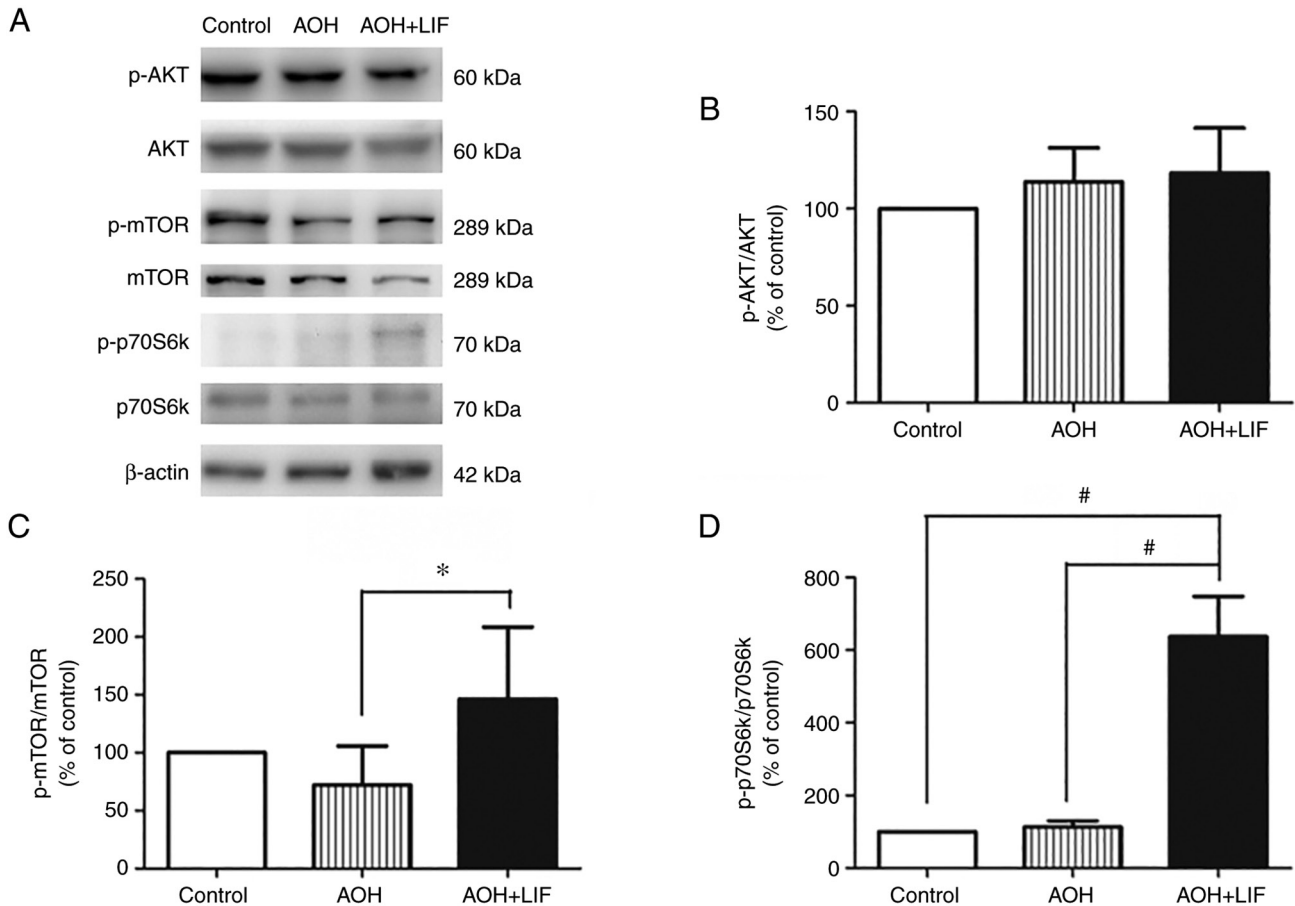 A
Control AOH AOH+LIF
p-AKT 60 kDa
AKT 60 kDa
p-mTOR 289 kDa
mTOR 289 kDa
p-p70S6k 70 kDa
p70S6k 70 kDa
β-actin 42 kDa
B
p-AKT/AKT
(% of control)
150
100
50
0
Control AOH AOH+LIF
C
p-mTOR/mTOR
(% of control)
250
200
150
100
50
0
*
Control AOH AOH+LIF
D
p-p70S6k/p70S6k
(% of control)
800
600
400
200
0
#
#
Control AOH AOH+LIF